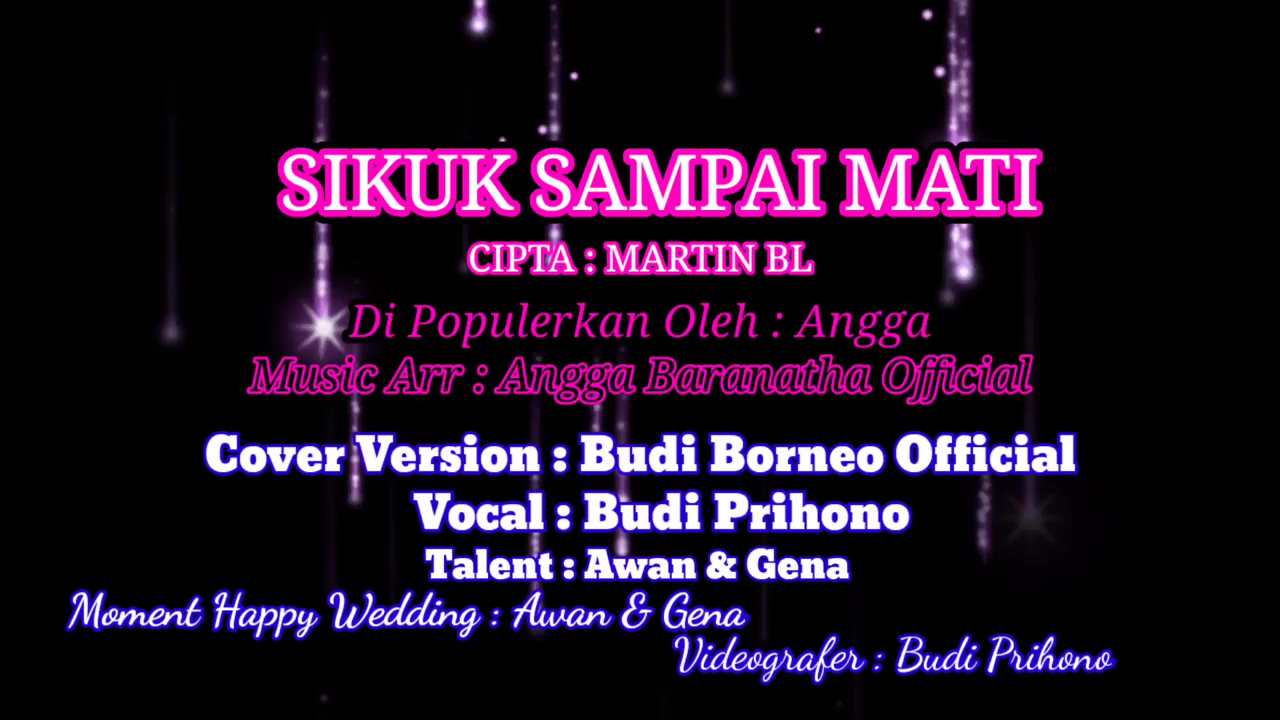 SIKUK SAMPAI MATI
CIPTA : MARTIN BL
Di Populerkan Oleh : Angga
Music Arr : Angga Baranatha Official
Cover Version : Budi Borneo Official
Vocal : Budi Prihono
Talent : Awan & Gena
Moment Happy Wedding : Awan & Gena
Videografer : Budi Prihono